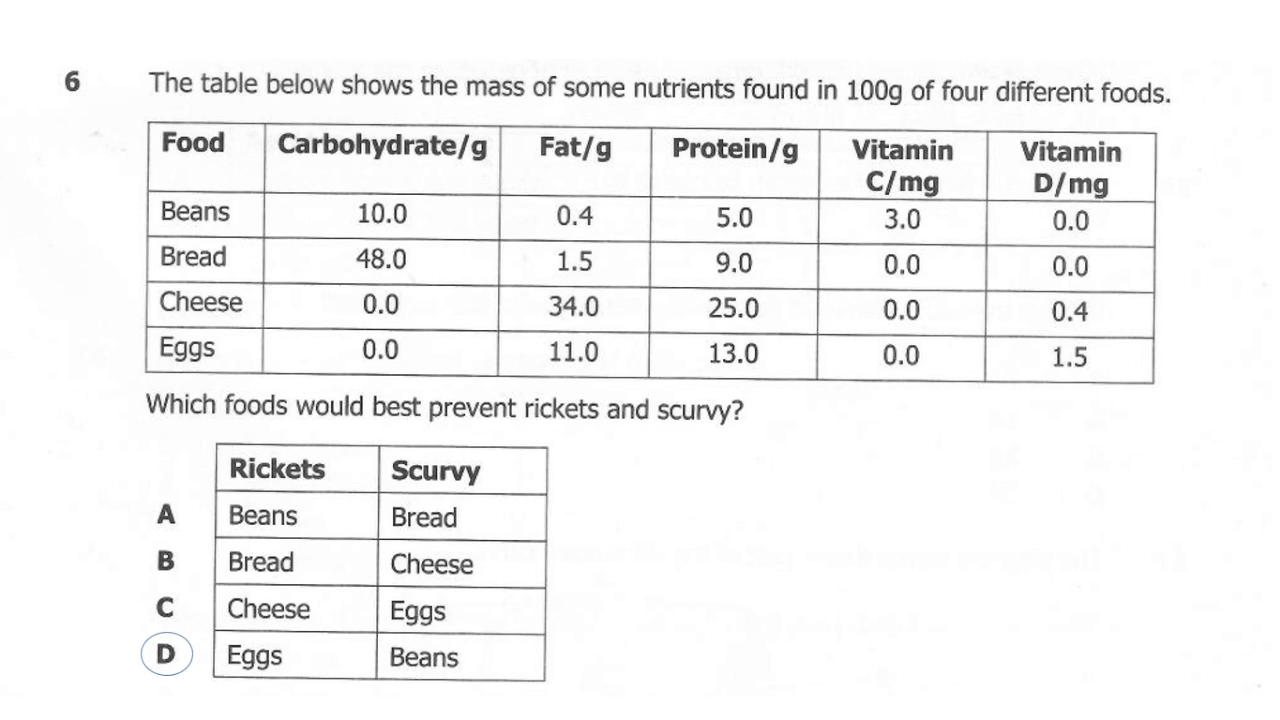 6 The table below shows the mass of some nutrients found in 100g of four different foods.
Food Carbohydrate/g Fat/g Protein/g Vitamin C/mg Vitamin D/mg
Beans 10.0 0.4 5.0 3.0 0.0
Bread 48.0 1.5 9.0 0.0 0.0
Cheese 0.0 34.0 25.0 0.0 0.4
Eggs 0.0 11.0 13.0 0.0 1.5
Which foods would best prevent rickets and scurvy?
Rickets Scurvy
A Beans Bread
B Bread Cheese
C Cheese Eggs
D Eggs Beans